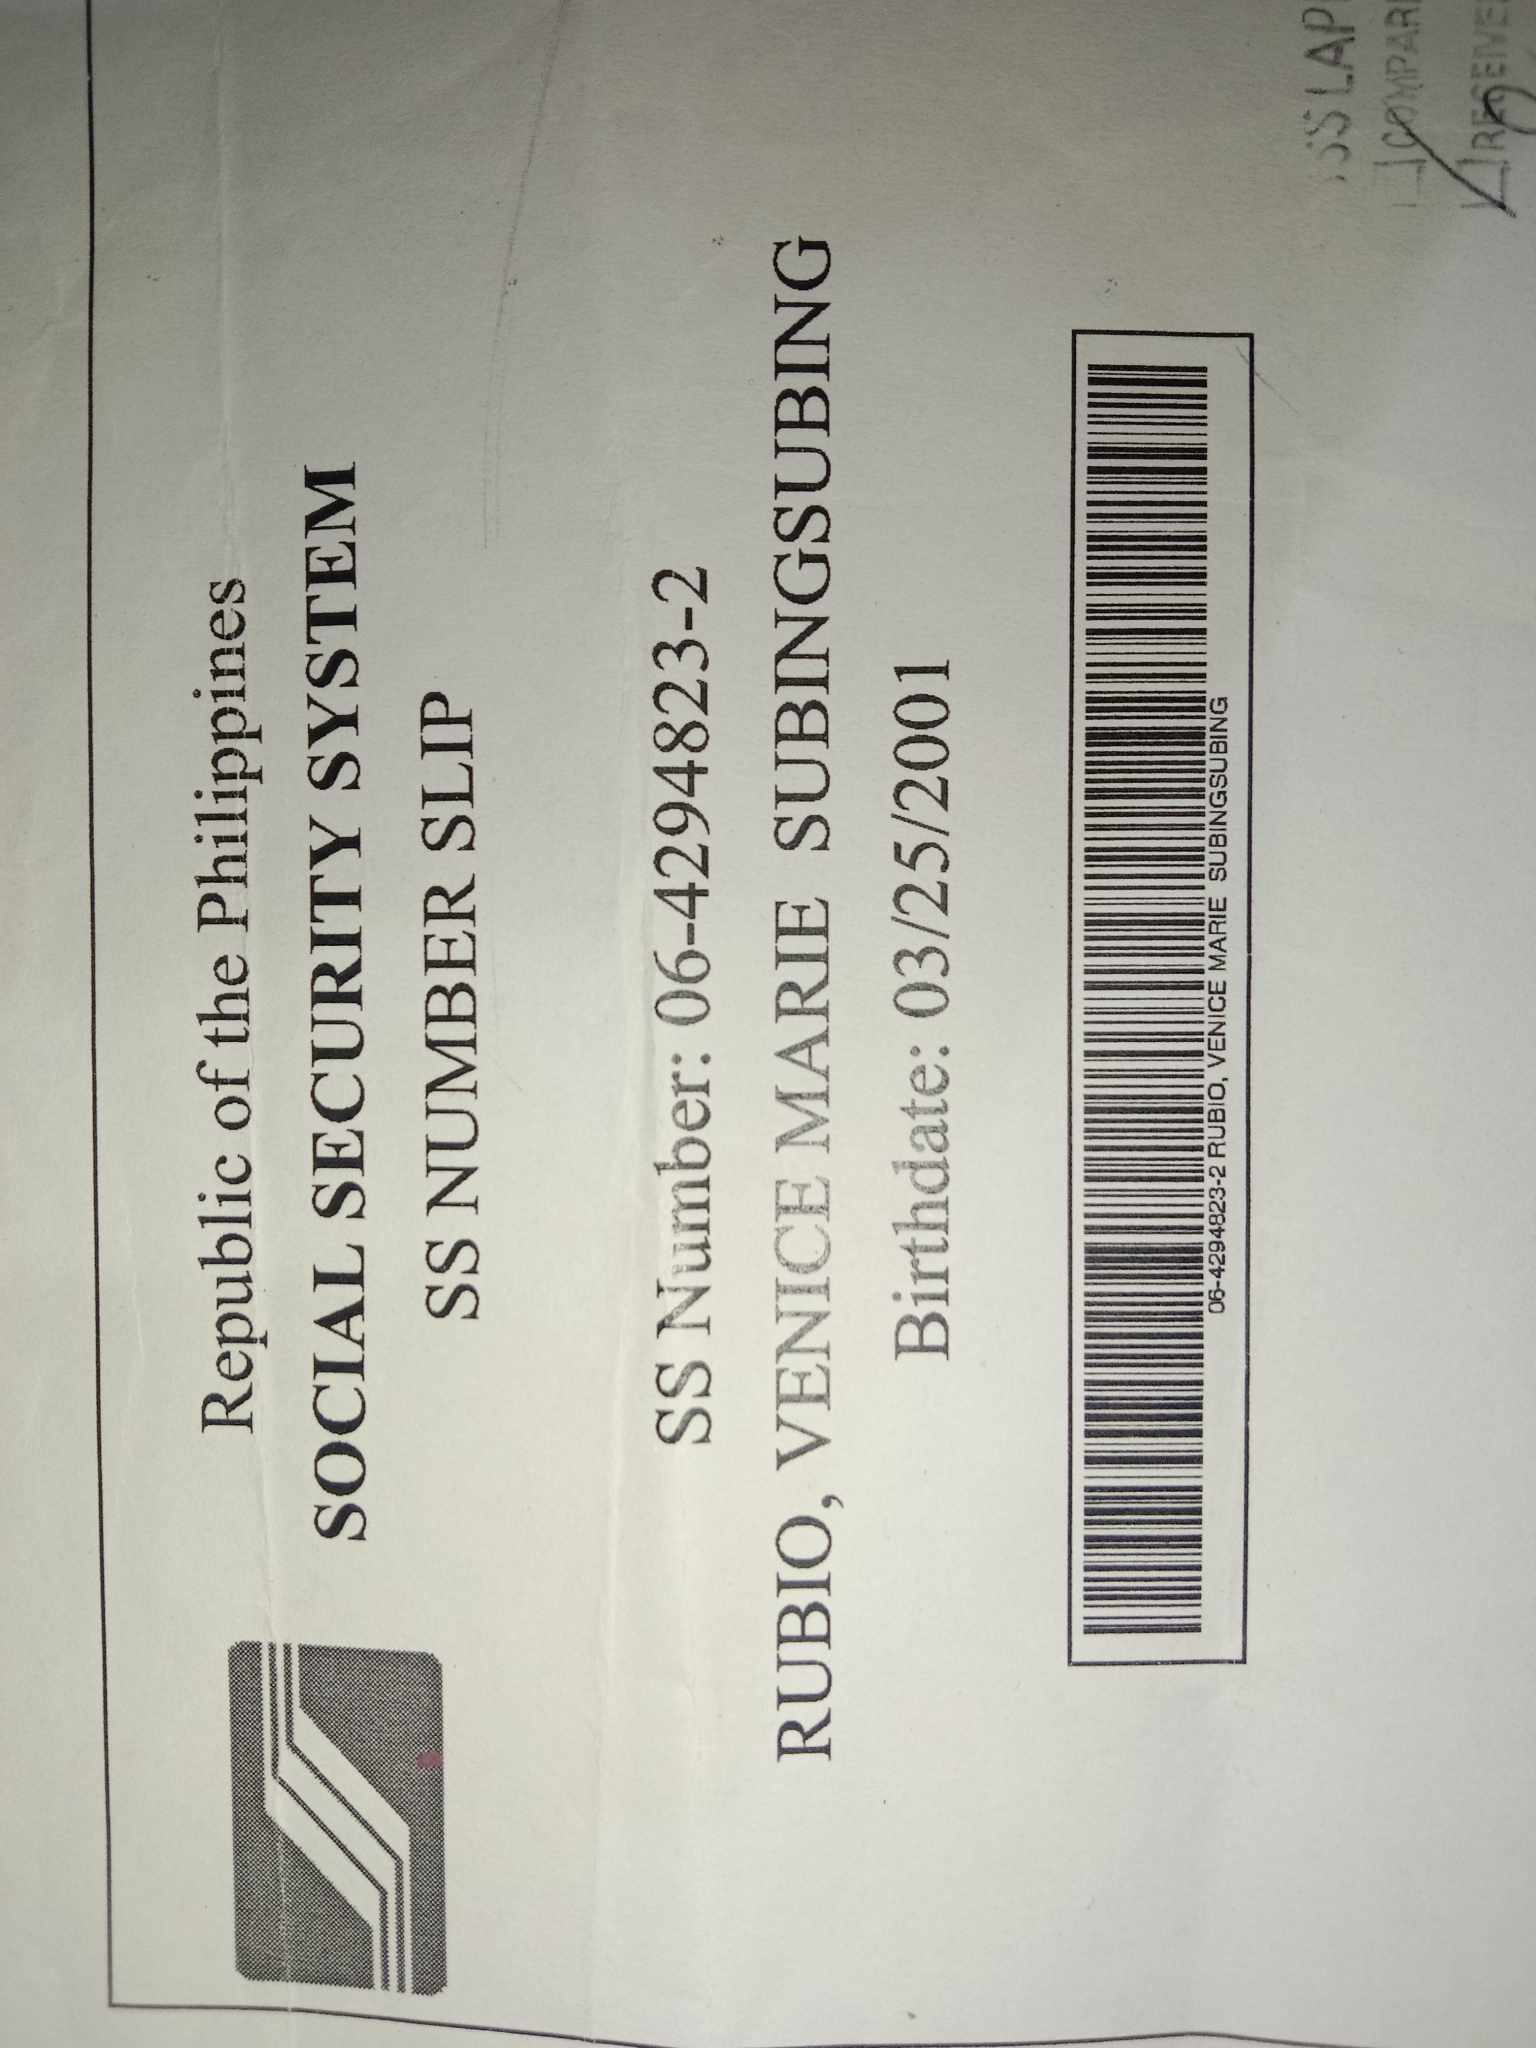 Republic of the Philippines
SOCIAL SECURITY SYSTEM
SS NUMBER SLIP
SS Number: 06-4294823-2
RUBIO, VENICE MARIE SUBINGSUBING
Birthdate: 03/25/2001
06-4294823-2 RUBIO, VENICE MARIE SUBINGSUBING